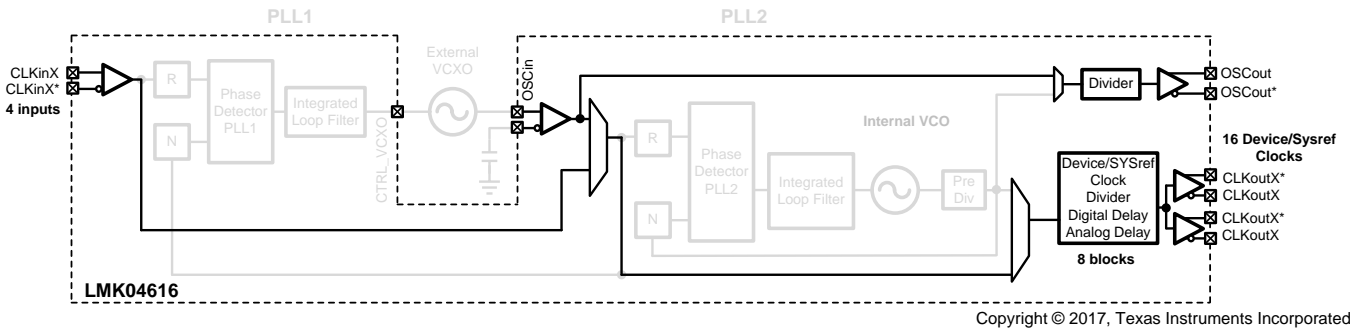 PLL1
PLL2
CLKinX
CLKinX*
4 inputs
R
N
Phase
Detector
PLL1
Integrated
Loop Filter
CTRL_VCXO
External
VCXO
OSCin
R
N
Phase
Detector
PLL2
Integrated
Loop Filter
Internal VCO
Pre
Div
Divider
OSCout
OSCout*
16 Device/Sysref
Clocks
Device/SYSref
Clock
Divider
Digital Delay
Analog Delay
8 blocks
CLKoutX*
CLKoutX
CLKoutX*
CLKoutX
LMK04616
Copyright © 2017, Texas Instruments Incorporated